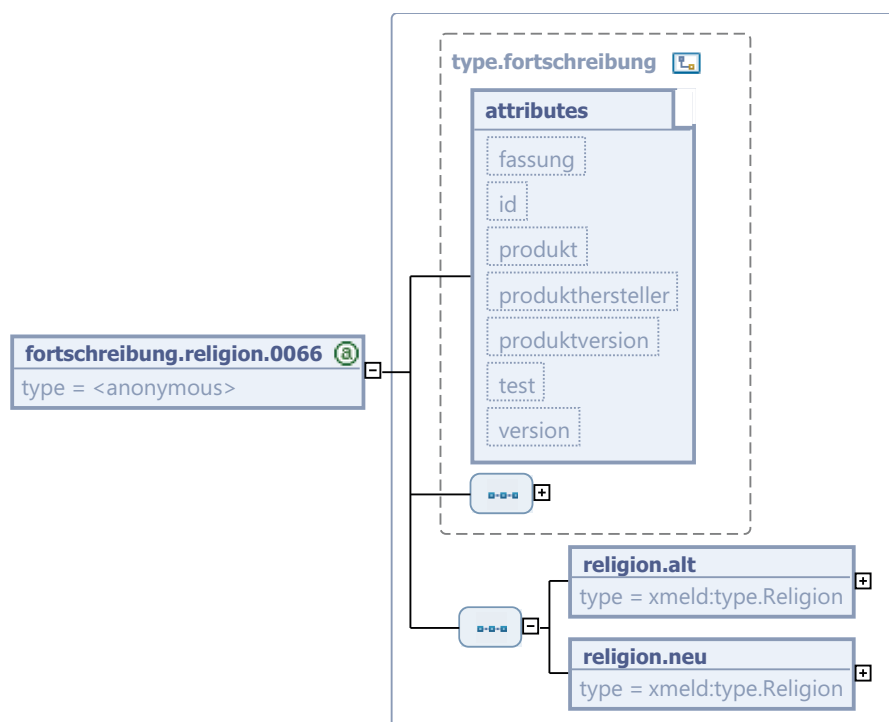 type.fortschreibung
attributes
fassung
id
produkt
produkthersteller
produktversion
test
version
fortschreibung.religion.0066 @
type = <anonymous>
religion.alt
type = xmeld:type.Religion
religion.neu
type = xmeld:type.Religion